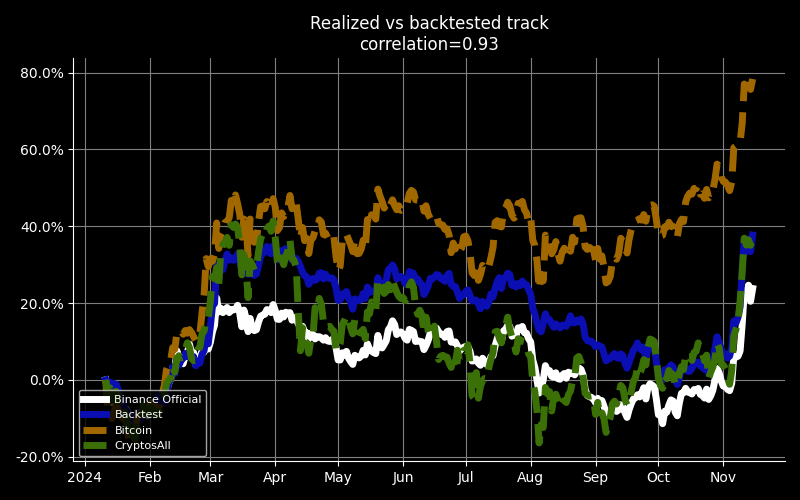 Realized vs backtested track
correlation=0.93
80.0%
60.0%
40.0%
20.0%
0.0%
-20.0%
Binance Official
Backtest
Bitcoin
CryptosAll
2024 Feb Mar Apr May Jun Jul Aug Sep Oct Nov